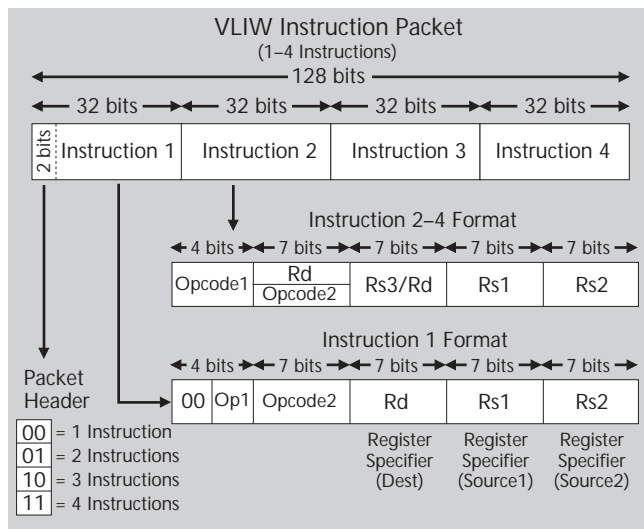 VLIW Instruction Packet
(1–4 Instructions)
128 bits
32 bits 32 bits 32 bits 32 bits
2 bits Instruction 1 Instruction 2 Instruction 3 Instruction 4
Instruction 2–4 Format
4 bits 7 bits 7 bits 7 bits 7 bits
Opcode1 Rd Rs3/Rd Rs1 Rs2
Opcode2
Instruction 1 Format
4 bits 7 bits 7 bits 7 bits 7 bits
00 Op1 Opcode2 Rd Rs1 Rs2
Register Specifier (Dest)
Register Specifier (Source1)
Register Specifier (Source2)
Packet
Header
00 = 1 Instruction
01 = 2 Instructions
10 = 3 Instructions
11 = 4 Instructions